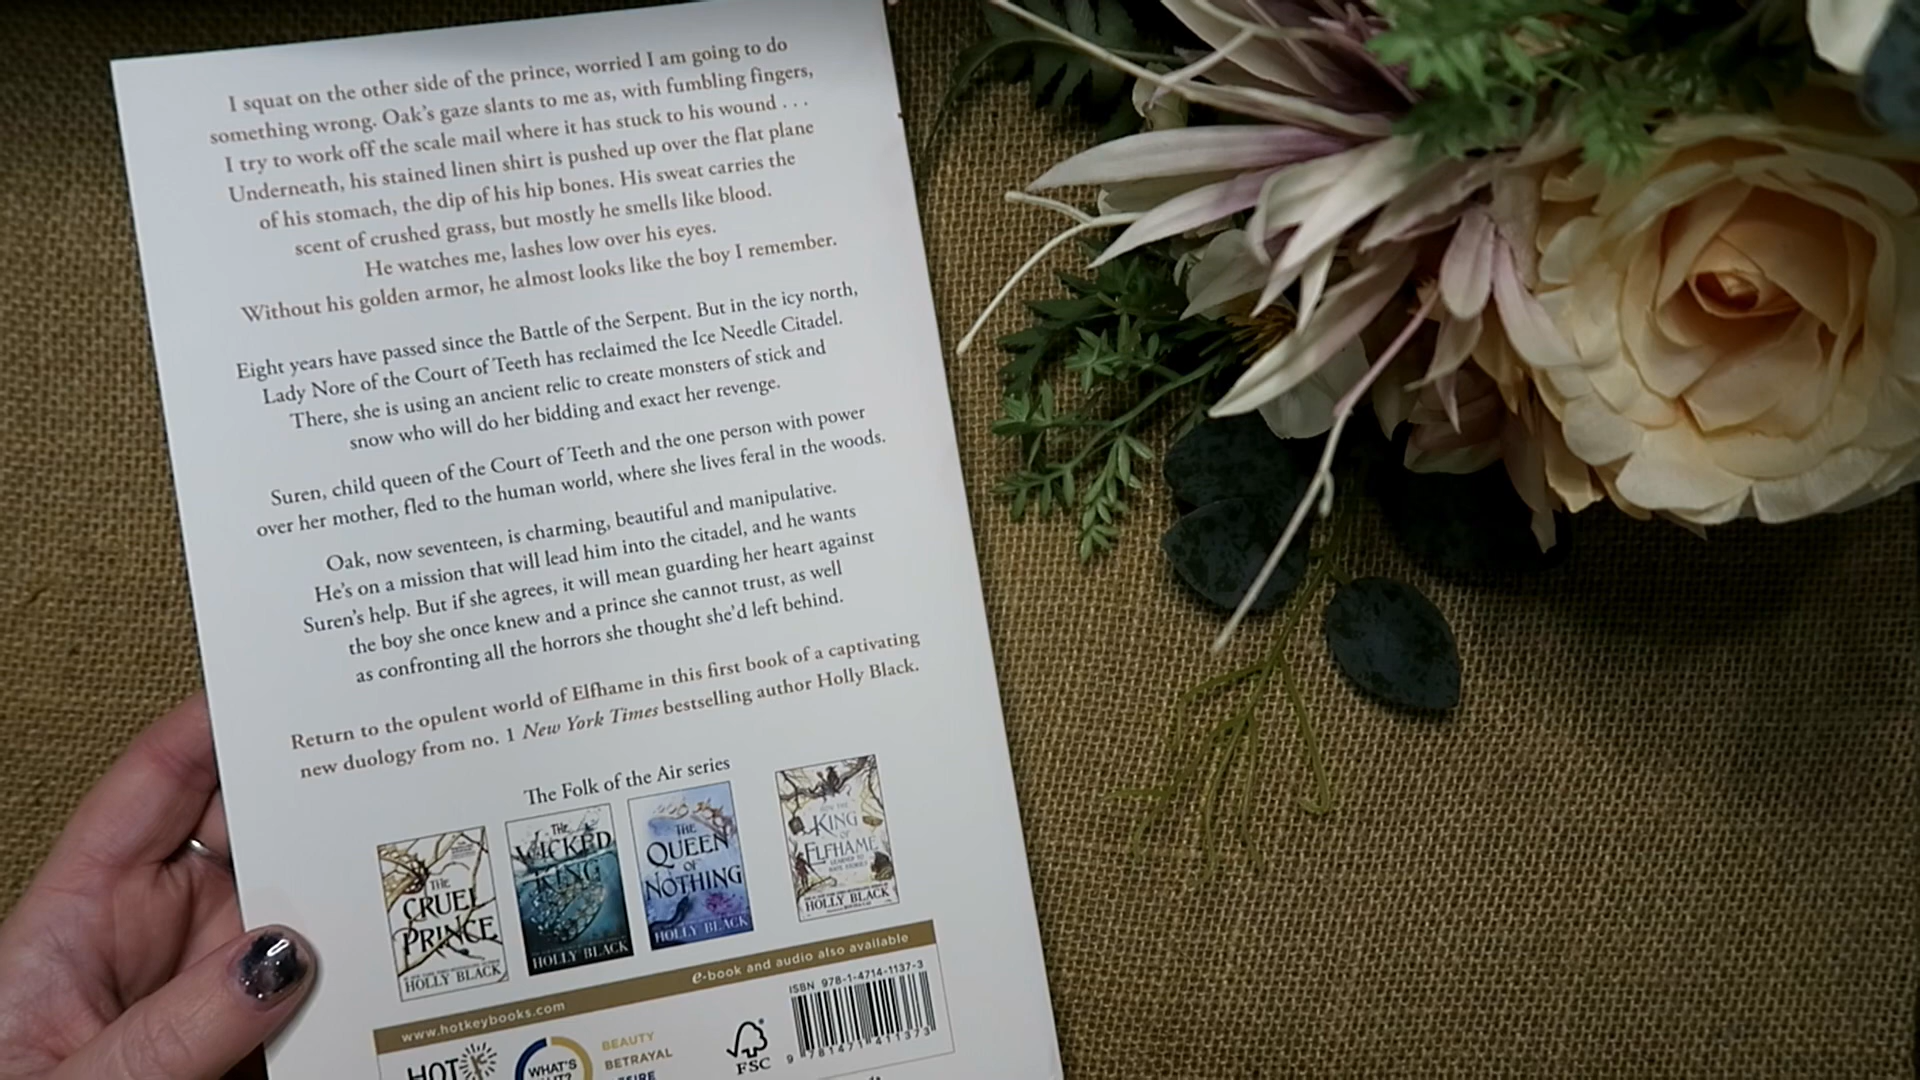 I squat on the other side of the prince, worried I am going to do
something wrong. Oak's gaze slants to me as, with fumbling fingers,
I try to work off the scale mail where it has stuck to his wound . . .
Underneath, his stained linen shirt is pushed up over the flat plane
of his stomach, the dip of his hip bones. His sweat carries the
scent of crushed grass, but mostly he smells like blood.
He watches me, lashes low over his eyes.
Without his golden armor, he almost looks like the boy I remember.
Eight years have passed since the Battle of the Serpent. But in the icy north,
Lady Nore of the Court of Teeth has reclaimed the Ice Needle Citadel.
There, she is using an ancient relic to create monsters of stick and
snow who will do her bidding and exact her revenge.
Suren, child queen of the Court of Teeth and the one person with power
over her mother, fled to the human world, where she lives feral in the woods.
Oak, now seventeen, is charming, beautiful and manipulative.
He's on a mission that will lead him into the citadel, and he wants
Suren's help. But if she agrees, it will mean guarding her heart against
the boy she once knew and a prince she cannot trust, as well
as confronting all the horrors she thought she'd left behind.
Return to the opulent world of Elfhame in this first book of a captivating
new duology from no. 1 New York Times bestselling author Holly Black.
The Folk of the Air series
THE
CRUEL
PRINCE
HOLLY BLACK
THE
WICKED
KING
HOLLY BLACK
THE
QUEEN
OF
NOTHING
HOLLY BLACK
HOW THE
KING
OF
ELFHAME
LEARNED TO
HATE STORIES
HOLLY BLACK
www.hotkeybooks.com
e-book and audio also available
HOT
WHAT'S
BEAUTY
BETRAYAL
FSC
ISBN 978-1-4714-1137-3
9 781471 411373